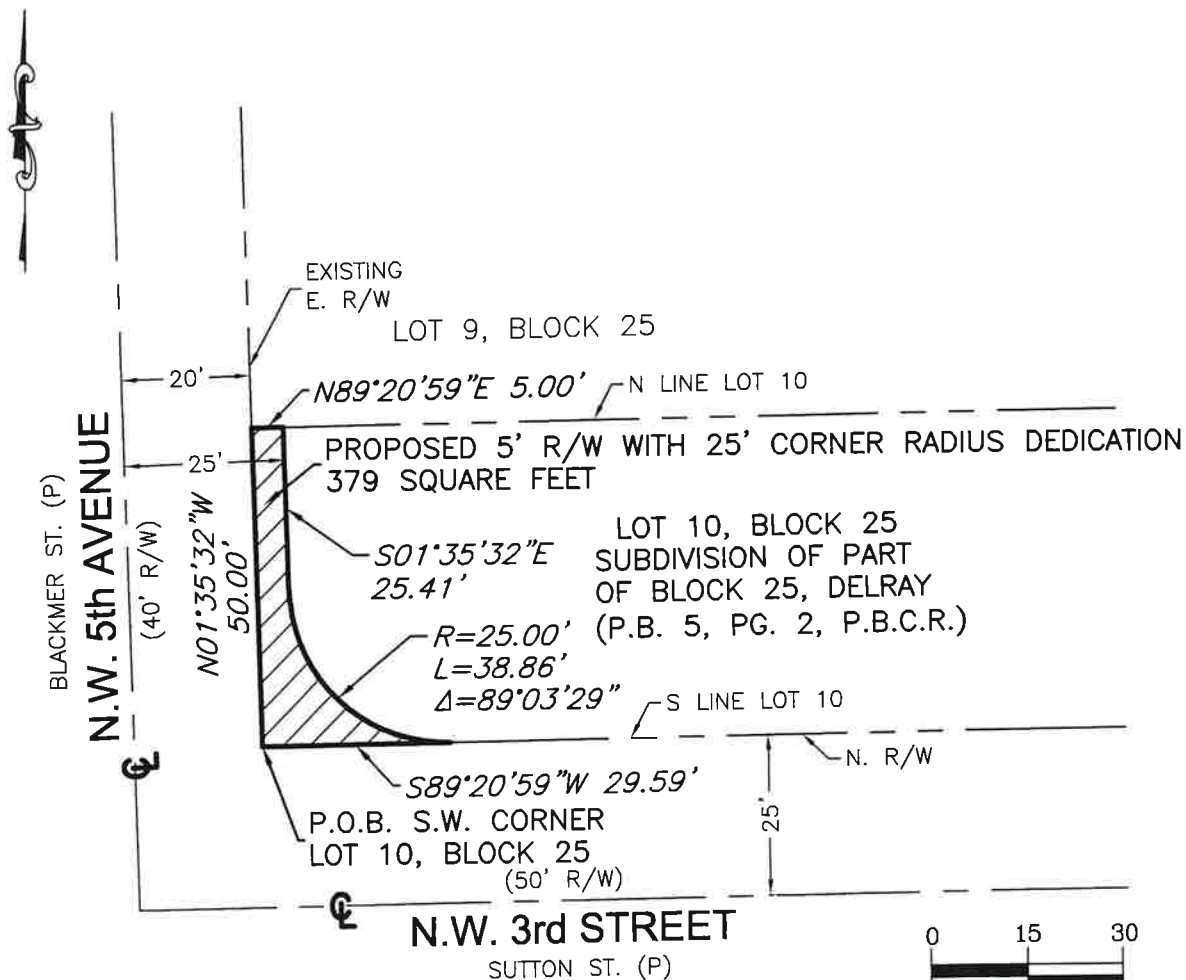 EXISTING
E. R/W
LOT 9, BLOCK 25
20'
N89°20'59"E 5.00'
N LINE LOT 10
PROPOSED 5' R/W WITH 25' CORNER RADIUS DEDICATION
379 SQUARE FEET
25'
BLACKMER ST. (P)
N.W. 5th AVENUE
(40' R/W)
N01°35'32"W
50.00'
S01°35'32"E
25.41'
LOT 10, BLOCK 25
SUBDIVISION OF PART
OF BLOCK 25, DELRAY
(P.B. 5, PG. 2, P.B.C.R.)
R=25.00'
L=38.86'
Δ=89°03'29"
S LINE LOT 10
N. R/W
S89°20'59"W 29.59'
25'
P.O.B. S.W. CORNER
LOT 10, BLOCK 25
(50' R/W)
℄
℄
N.W. 3rd STREET
SUTTON ST. (P)
0 15 30